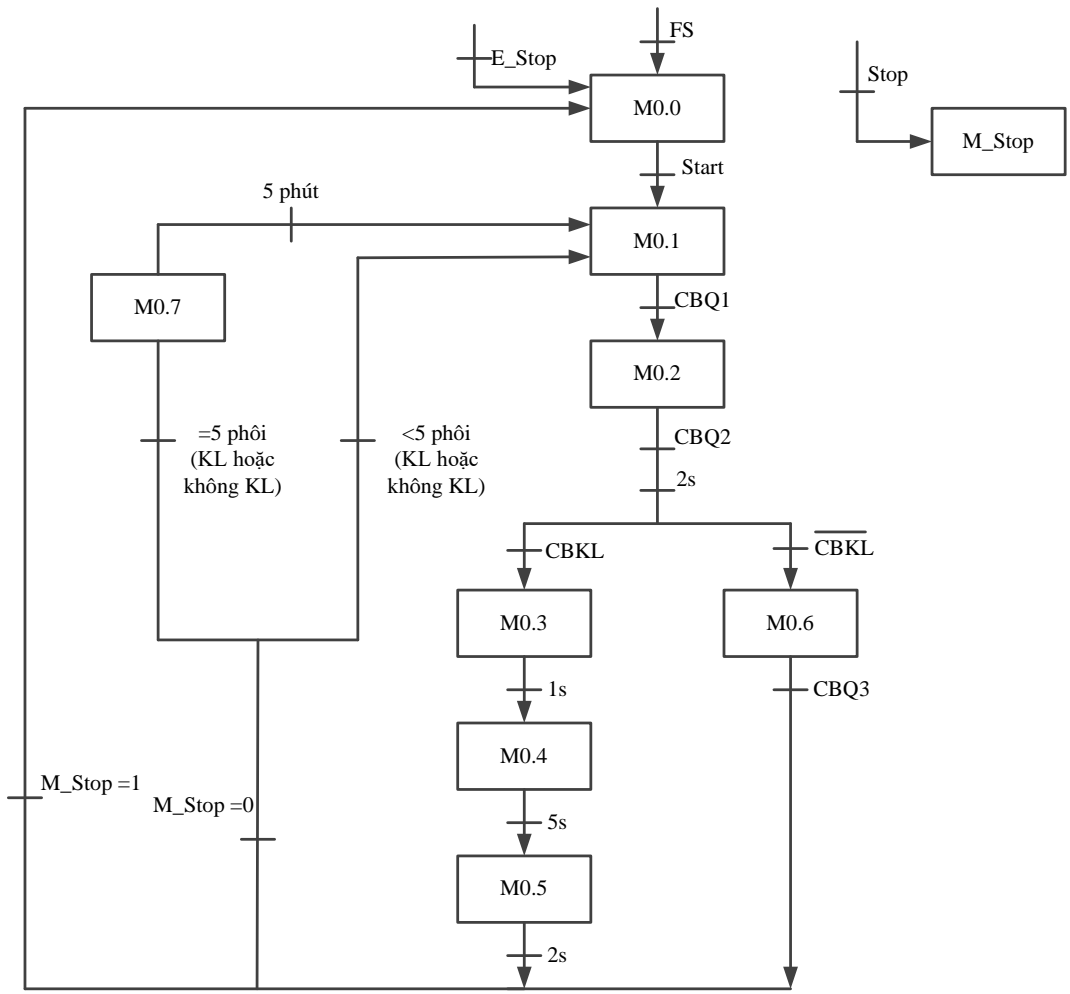 FS
E_Stop
Stop
M0.0
M_Stop
Start
5 phút
M0.1
M0.7
CBQ1
M0.2
=5 phôi
(KL hoặc
không KL)
<5 phôi
(KL hoặc
không KL)
CBQ2
2s
CBKL
CBKL
M0.3
M0.6
1s
CBQ3
M0.4
M_Stop =1
M_Stop =0
5s
M0.5
2s